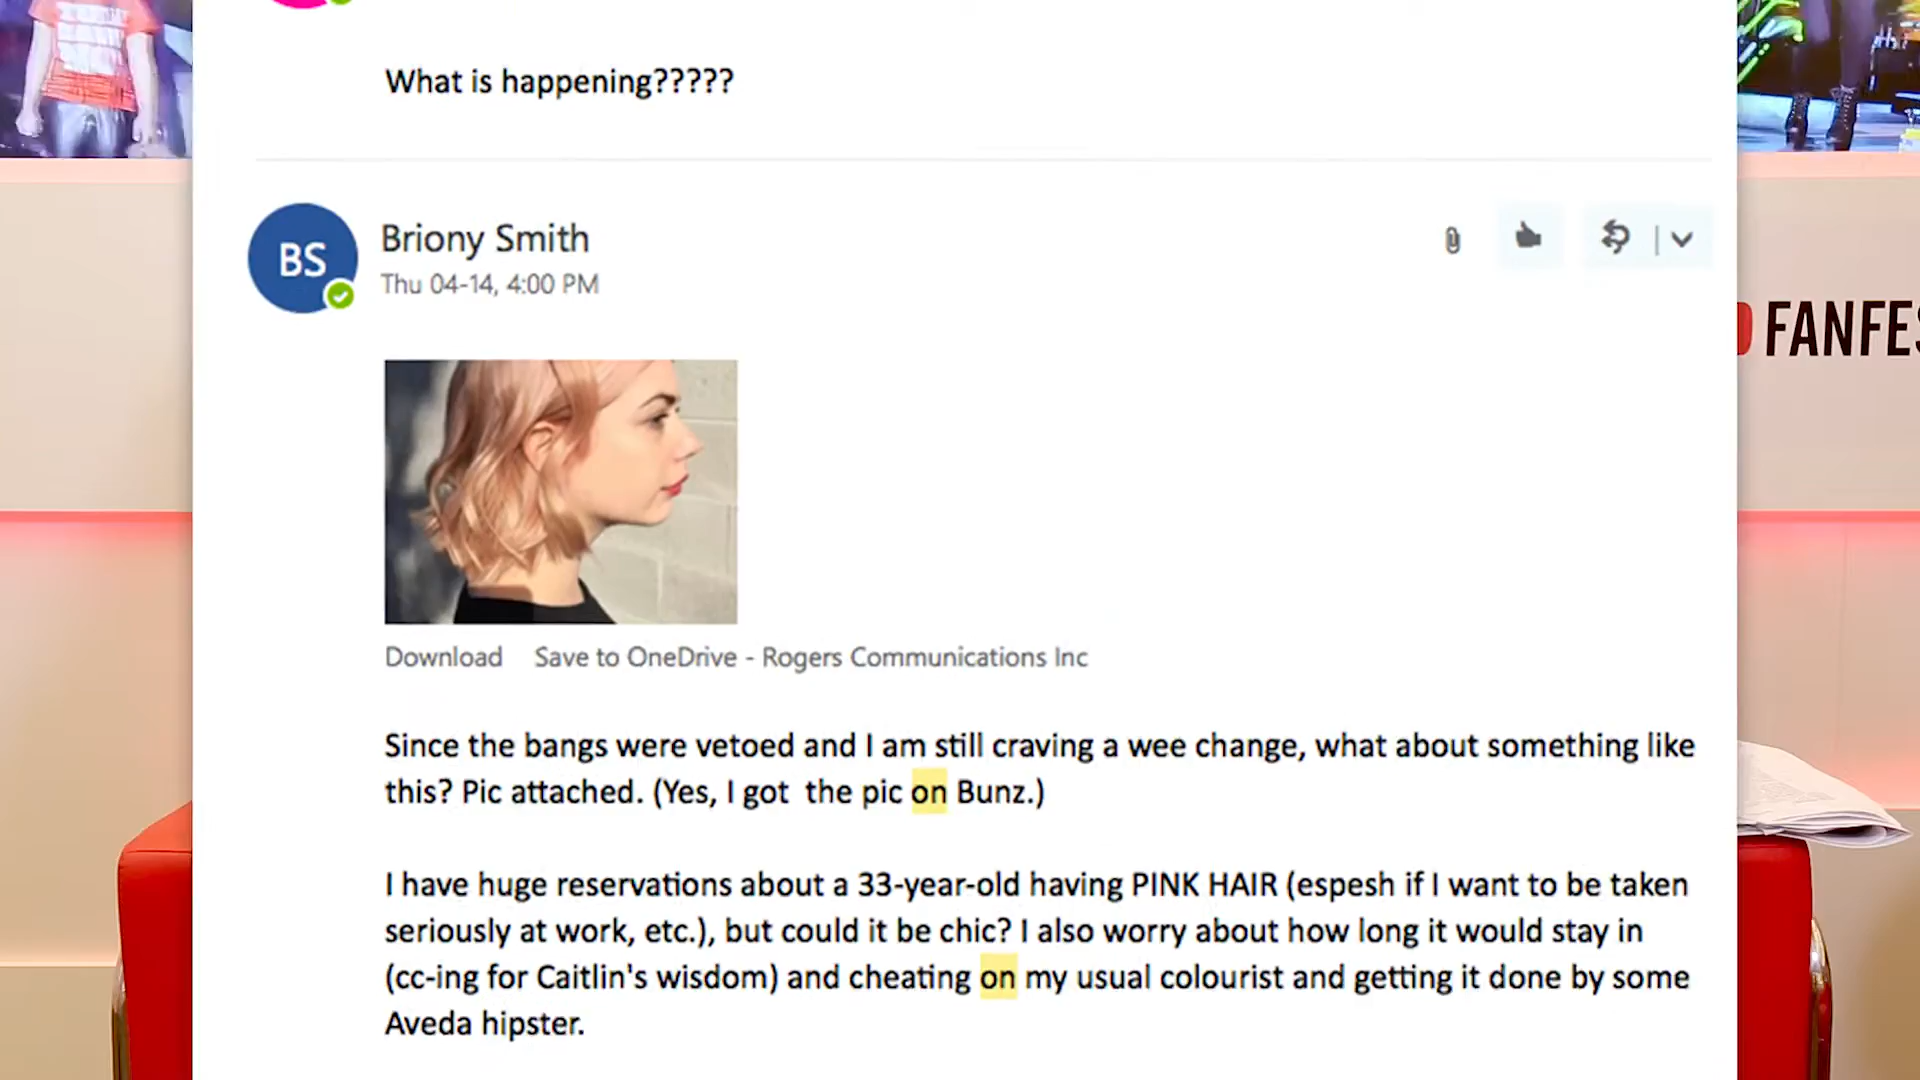 What is happening?????
BS
Briony Smith
Thu 04-14, 4:00 PM
FANFES
Download Save to OneDrive - Rogers Communications Inc
Since the bangs were vetoed and I am still craving a wee change, what about something like
this? Pic attached. (Yes, I got the pic on Bunz.)
I have huge reservations about a 33-year-old having PINK HAIR (espesh if I want to be taken
seriously at work, etc.), but could it be chic? I also worry about how long it would stay in
(cc-ing for Caitlin's wisdom) and cheating on my usual colourist and getting it done by some
Aveda hipster.